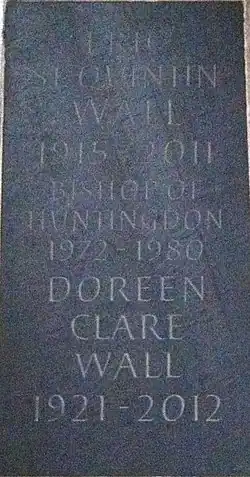 ERIC
ST QUINTIN
WALL
1915-2011
BISHOP OF
HUNTINGDON
1972-1980
DOREEN
CLARE
WALL
1921-2012